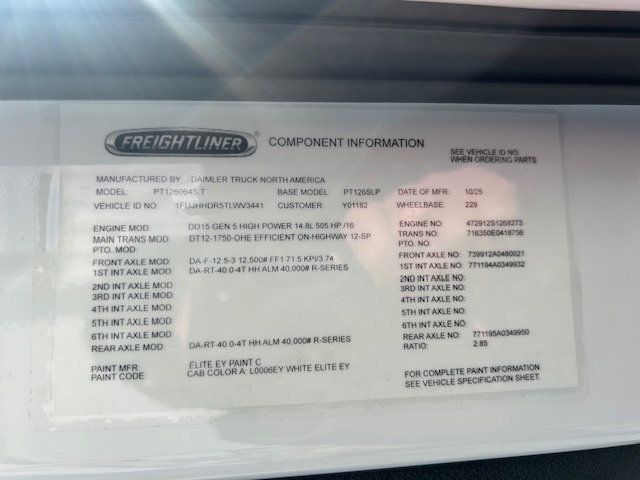 FREIGHTLINER COMPONENT INFORMATION
SEE VEHICLE ID NO.
WHEN ORDERING PARTS
MANUFACTURED BY: DAIMLER TRUCK NORTH AMERICA
MODEL: PT126064S T BASE MODEL: PT126SLP DATE OF MFR: 10/25
VEHICLE ID NO: 1FUJHHDR5TLWV3441 CUSTOMER: Y01182 WHEELBASE: 229
ENGINE MOD: DD15 GEN 5 HIGH POWER 14.8L 505 HP /16 ENGINE NO: 472912S1268273
MAIN TRANS MOD: DT12-1750-OHE EFFICIENT ON-HIGHWAY 12-SP TRANS NO: 716350E0418756
PTO. MOD: PTO. NO:
FRONT AXLE MOD: DA-F-12.5-3 12,500# FF1 71.5 KPI/3.74 FRONT AXLE NO: 739912A0480021
1ST INT AXLE MOD: DA-RT-40.0-4T HH ALM 40,000# R-SERIES 1ST INT AXLE NO: 771194A0349932
2ND INT AXLE MOD: 2ND INT AXLE NO:
3RD INT AXLE MOD: 3RD INT AXLE NO:
4TH INT AXLE MOD: 4TH INT AXLE NO:
5TH INT AXLE MOD: 5TH INT AXLE NO:
6TH INT AXLE MOD: 6TH INT AXLE NO:
REAR AXLE MOD: DA-RT-40.0-4T HH ALM 40,000# R-SERIES REAR AXLE NO: 771195A0349950
RATIO: 2.85
PAINT MFR: ELITE EY PAINT C
PAINT CODE: CAB COLOR A: L0006EY WHITE ELITE EY
FOR COMPLETE PAINT INFORMATION
SEE VEHICLE SPECIFICATION SHEET.